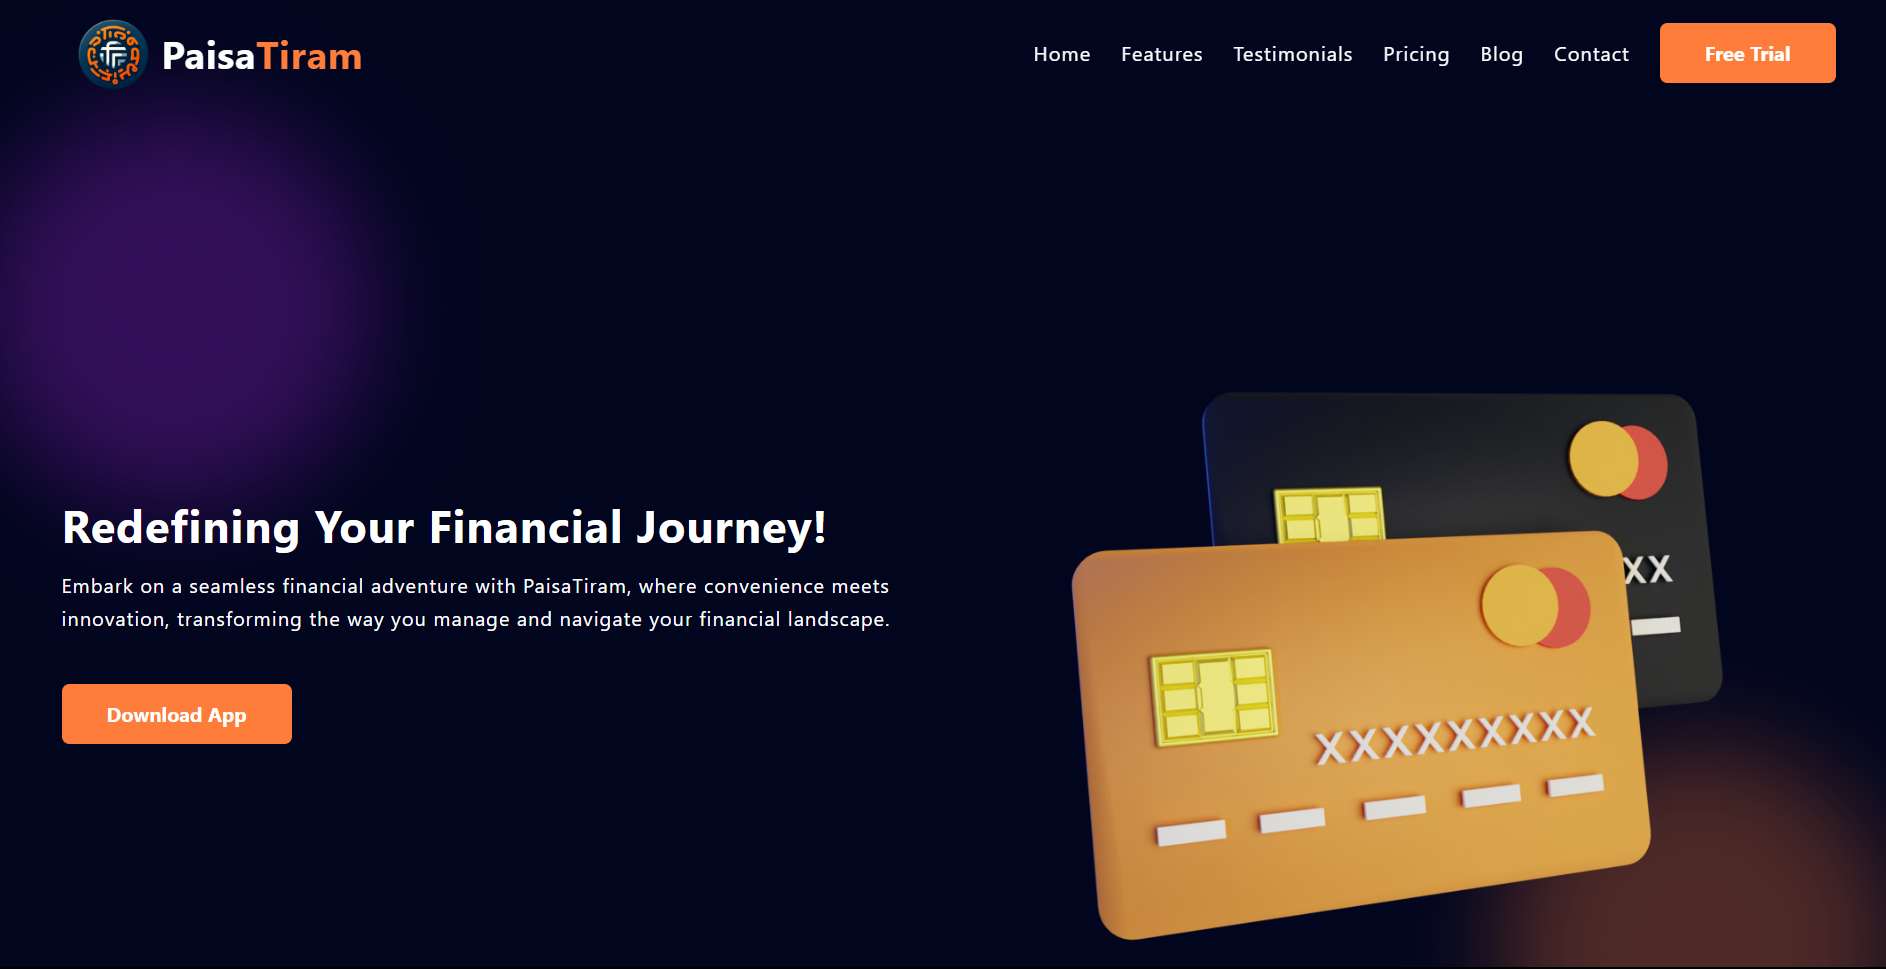 PaisaTiram
Home Features Testimonials Pricing Blog Contact Free Trial
Redefining Your Financial Journey!
Embark on a seamless financial adventure with PaisaTiram, where convenience meets
innovation, transforming the way you manage and navigate your financial landscape.
Download App
XX
XXXXXXXXX